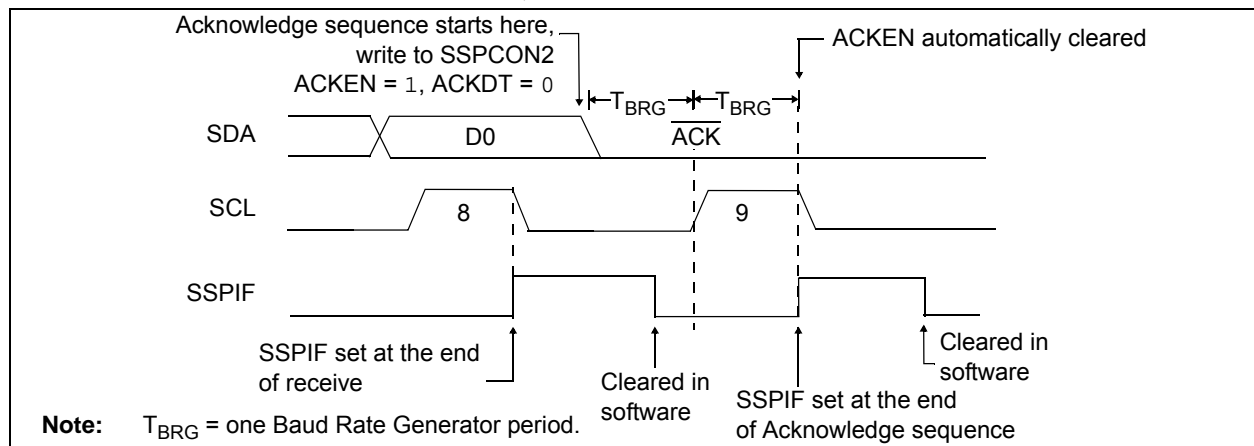 Acknowledge sequence starts here,
write to SSPCON2
ACKEN = 1, ACKDT = 0
ACKEN automatically cleared
TBRG
TBRG
SDA
D0
ACK
SCL
8
9
SSPIF
SSPIF set at the end
of receive
Cleared in
software
SSPIF set at the end
of Acknowledge sequence
Cleared in
software
Note: TBRG = one Baud Rate Generator period.